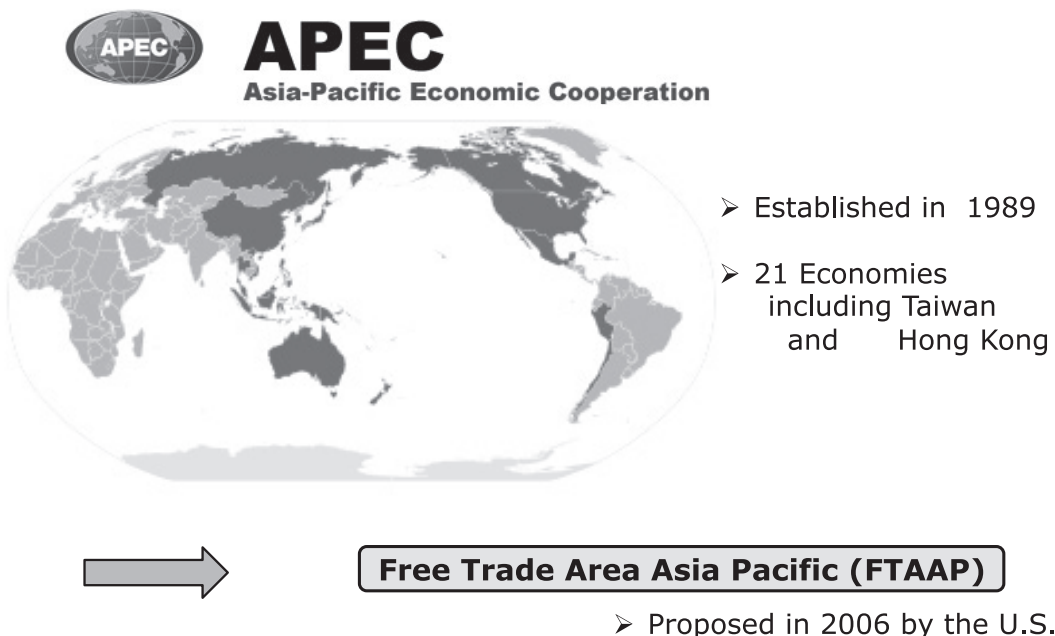 APEC
APEC
Asia-Pacific Economic Cooperation
➢ Established in 1989
➢ 21 Economies
including Taiwan
and Hong Kong
Free Trade Area Asia Pacific (FTAAP)
➢ Proposed in 2006 by the U.S.